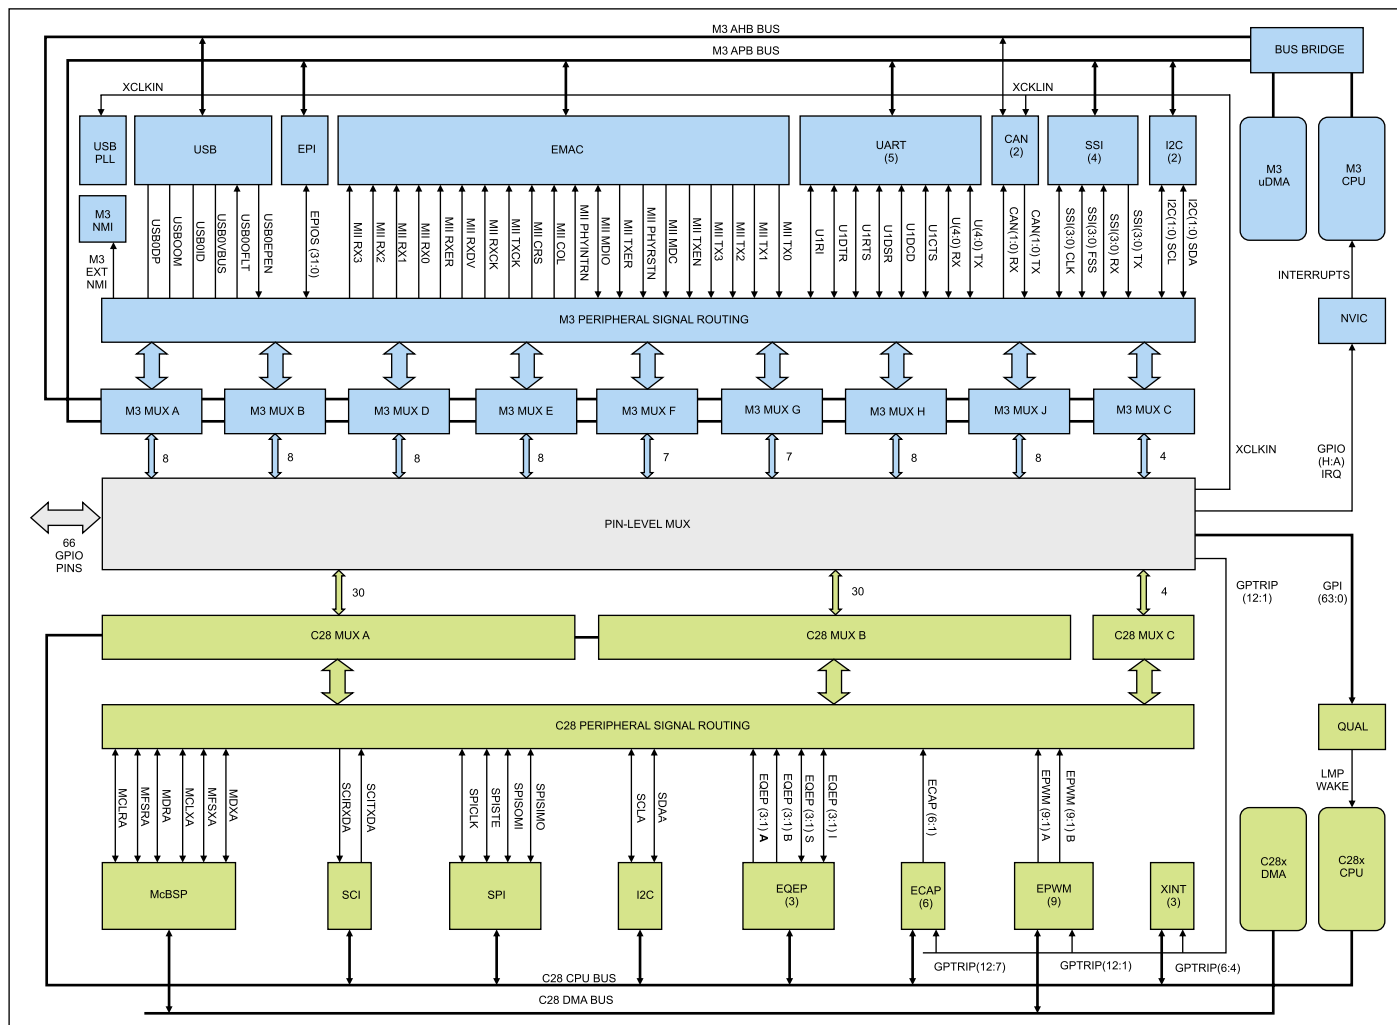 M3 AHB BUS
M3 APB BUS
BUS BRIDGE
XCLKIN
XCKLIN
USB
PLL
USB
EPI
EMAC
UART
(5)
CAN
(2)
SSI
(4)
I2C
(2)
M3
uDMA
M3
CPU
M3
NMI
M3
EXT
NMI
USB0DP
USBOOM
USB0IID
USB0VBUS
USB0OFLT
USB0EPEN
EPIOS (31:0)
MII RX3
MII RX2
MII RX1
MII RX0
MII RXER
MII RXDV
MII RXCK
MII TXCK
MII CRS
MII COL
MII PHYINTRN
MII MDIO
MII TXER
MII PHYRSTN
MII MDC
MII TXEN
MII TX3
MII TX2
MII TX1
MII TX0
U1RI
U1DTR
U1RTS
U1DSR
U1DCD
U1CTS
U(4:0) RX
U(4:0) TX
CAN(1:0) RX
CAN(1:0) TX
SSI(3:0) CLK
SSI(3:0) FSS
SSI(3:0) RX
SSI(3:0) TX
I2C(1:0) SCL
I2C(1:0) SDA
INTERRUPTS
NVIC
M3 PERIPHERAL SIGNAL ROUTING
M3 MUX A
M3 MUX B
M3 MUX D
M3 MUX E
M3 MUX F
M3 MUX G
M3 MUX H
M3 MUX J
M3 MUX C
8
8
8
8
7
7
8
8
4
XCLKIN
GPIO
(H:A)
IRQ
PIN-LEVEL MUX
66
GPIO
PINS
30
30
4
GPTRIP
(12:1)
GPI
(63:0)
C28 MUX A
C28 MUX B
C28 MUX C
C28 PERIPHERAL SIGNAL ROUTING
QUAL
LMP
WAKE
MCLRA
MFSRA
MDRA
MCLXA
MFSXA
MDXA
SCIRXDA
SCITXDA
SPICLK
SPISTE
SPISOMI
SPISIMO
SCLA
SDAA
EQEP (3:1) A
EQEP (3:1) B
EQEP (3:1) S
EQEP (3:1) I
ECAP (6:1)
EPWM (9:1) A
EPWM (9:1) B
McBSP
SCI
SPI
I2C
EQEP
(3)
ECAP
(6)
EPWM
(9)
XINT
(3)
C28x
DMA
C28x
CPU
GPTRIP(12:7)
GPTRIP(12:1)
GPTRIP(6:4)
C28 CPU BUS
C28 DMA BUS